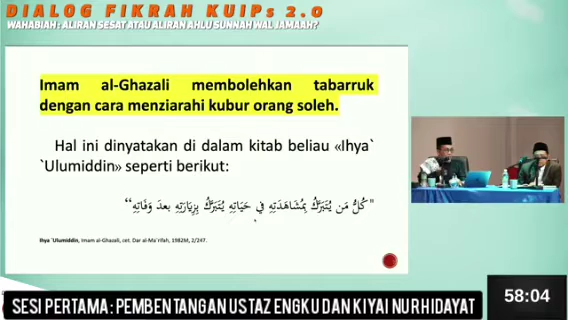 DIALOG FIKRAH KUIPs 2.0
WAHABIAH : ALIRAN SESAT ATAU ALIRAN AHLU SUNNAH WAL JAMAAH?
Imam al-Ghazali membolehkan tabarruk
dengan cara menziarahi kubur orang soleh.
Hal ini dinyatakan di dalam kitab beliau «Ihya`
`Ulumiddin» seperti berikut:
"كُلُّ مَن يُتَبَرَّكُ بِمُشَاهَدَتِهِ فِي حَيَاتِهِ يُتَبَرَّكُ بِزِيَارَتِهِ بعدَ وَفَاتِهِ"
Ihya `Ulumiddin, Imam al-Ghazali, cet. Dar al-Ma`rifah, 1982M, 2/247.
SESI PERTAMA : PEMBENTANGAN USTAZ ENGKU DAN KIYAI NURHIDAYAT
58:04